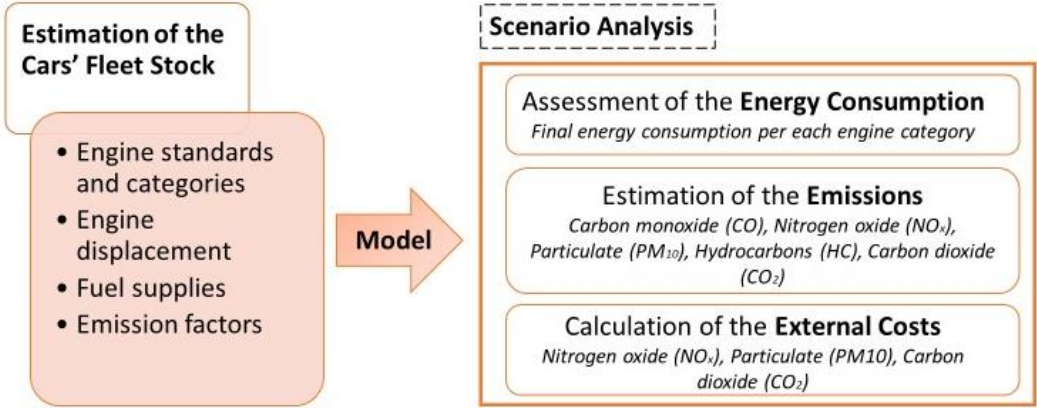 Estimation of the
Cars’ Fleet Stock
• Engine standards
and categories
• Engine
displacement
• Fuel supplies
• Emission factors
Model
Scenario Analysis
Assessment of the Energy Consumption
Final energy consumption per each engine category
Estimation of the Emissions
Carbon monoxide (CO), Nitrogen oxide (NOₓ),
Particulate (PM₁₀), Hydrocarbons (HC), Carbon dioxide
(CO₂)
Calculation of the External Costs
Nitrogen oxide (NOₓ), Particulate (PM10), Carbon
dioxide (CO₂)